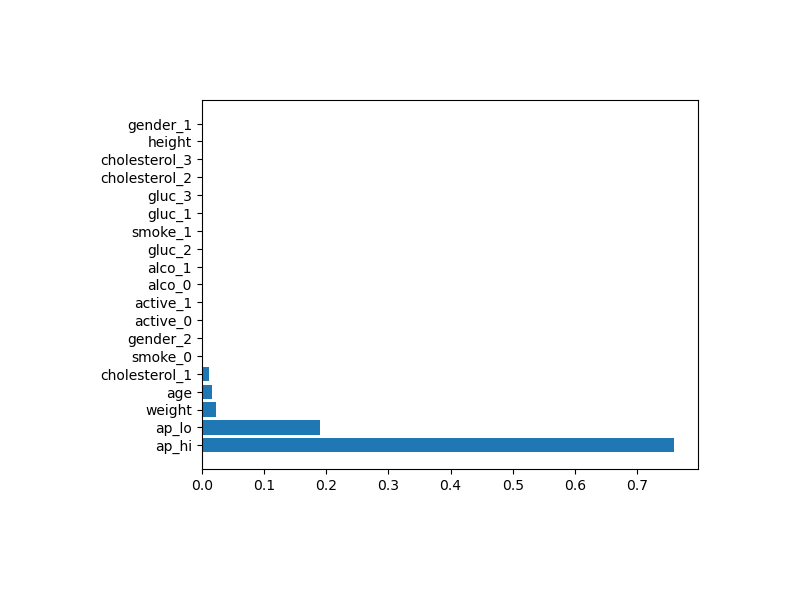 gender_1
height
cholesterol_3
cholesterol_2
gluc_3
gluc_1
smoke_1
gluc_2
alco_1
alco_0
active_1
active_0
gender_2
smoke_0
cholesterol_1
age
weight
ap_lo
ap_hi
0.0 0.1 0.2 0.3 0.4 0.5 0.6 0.7